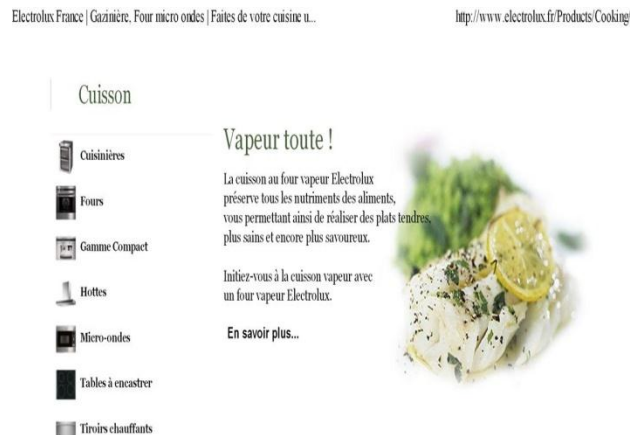 Electrolux France | Gazinière, Four micro ondes | Faites de votre cuisine u...
http://www.electrolux.fr/Products/Cooking/
Cuisson
Cuisinières
Fours
Gamme Compact
Hottes
Micro-ondes
Tables à encastrer
Tiroirs chauffants
Vapeur toute !
La cuisson au four vapeur Electrolux
préserve tous les nutriments des aliments,
vous permettant ainsi de réaliser des plats tendres,
plus sains et encore plus savoureux.
Initiez-vous à la cuisson vapeur avec
un four vapeur Electrolux.
En savoir plus...